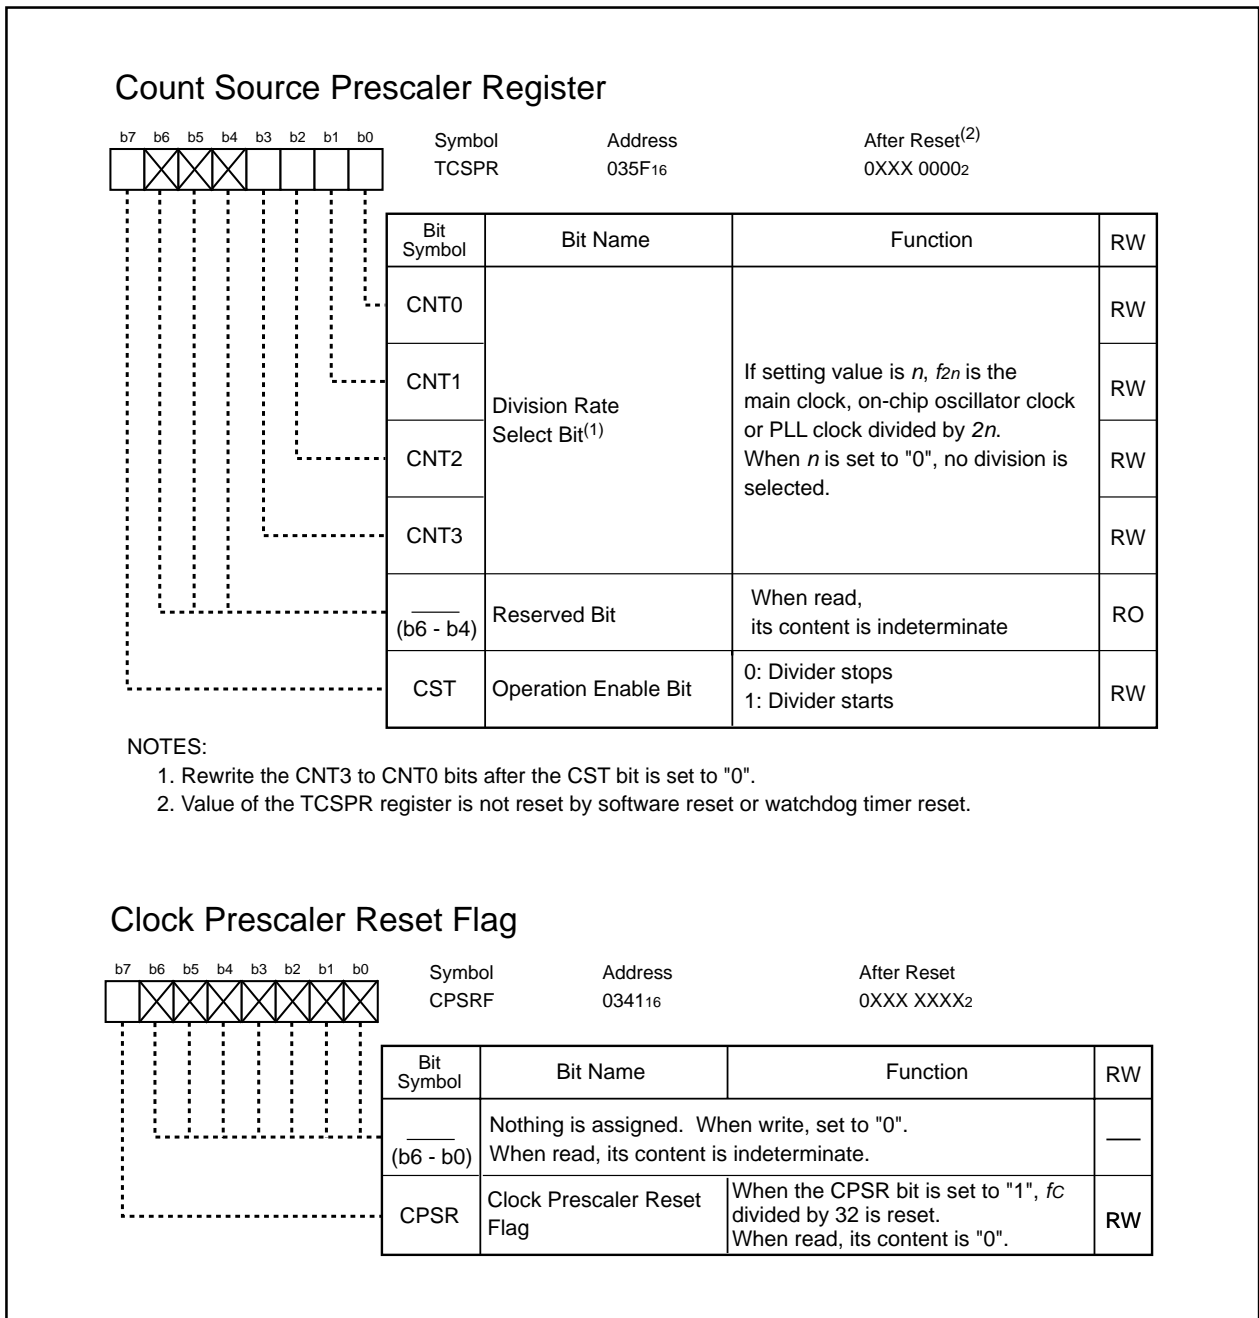 Count Source Prescaler Register
b7 b6 b5 b4 b3 b2 b1 b0
Symbol Address After Reset(2)
TCSPR 035F16 0XXX 00002
Bit Symbol Bit Name Function RW
CNT0 RW
CNT1 RW
CNT2 RW
CNT3 RW
Division Rate
Select Bit(1)
If setting value is n, f2n is the
main clock, on-chip oscillator clock
or PLL clock divided by 2n.
When n is set to "0", no division is
selected.
(b6 - b4) Reserved Bit
When read,
its content is indeterminate
RO
CST Operation Enable Bit
0: Divider stops
1: Divider starts
RW
NOTES:
1. Rewrite the CNT3 to CNT0 bits after the CST bit is set to "0".
2. Value of the TCSPR register is not reset by software reset or watchdog timer reset.
Clock Prescaler Reset Flag
b7 b6 b5 b4 b3 b2 b1 b0
Symbol Address After Reset
CPSRF 034116 0XXX XXXX2
Bit Symbol Bit Name Function RW
(b6 - b0)
Nothing is assigned. When write, set to "0".
When read, its content is indeterminate.
CPSR
Clock Prescaler Reset
Flag
When the CPSR bit is set to "1", fC
divided by 32 is reset.
When read, its content is "0".
RW